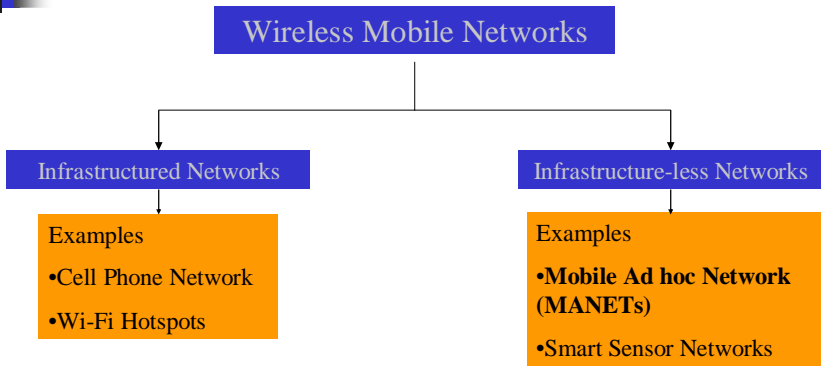 Wireless Mobile Networks
Infrastructured Networks
Infrastructure-less Networks
Examples
•Cell Phone Network
•Wi-Fi Hotspots
Examples
•Mobile Ad hoc Network
(MANETs)
•Smart Sensor Networks